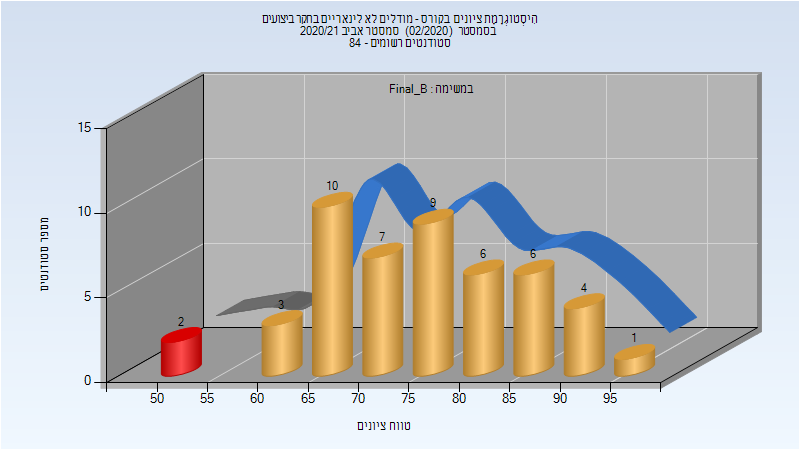 הִיסְטוֹגְרָמַת ציונים בקורס - מודלים לא לינאריים בחקר ביצועים
בסמסטר (02/2020) סמסטר אביב 2020/21
סטודנטים רשומים - 84
במשימה : Final_B
מספר סטודנטים
15
10
5
0
2
3
10
7
9
6
6
4
1
50 55 60 65 70 75 80 85 90 95
טווח ציונים